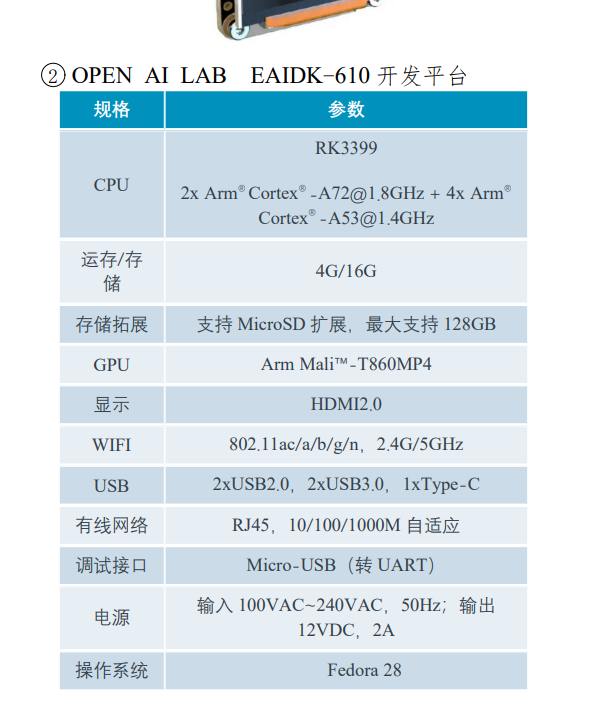 ② OPEN AI LAB EAIDK-610 开发平台
规格 参数
CPU
RK3399
2x Arm® Cortex® -A72@1.8GHz + 4x Arm®
Cortex® -A53@1.4GHz
运存/存
储
4G/16G
存储拓展 支持 MicroSD 扩展，最大支持 128GB
GPU Arm Mali™-T860MP4
显示 HDMI2.0
WIFI 802.11ac/a/b/g/n，2.4G/5GHz
USB 2xUSB2.0，2xUSB3.0，1xType-C
有线网络 RJ45，10/100/1000M 自适应
调试接口 Micro-USB（转 UART）
电源
输入 100VAC~240VAC，50Hz；输出
12VDC，2A
操作系统 Fedora 28